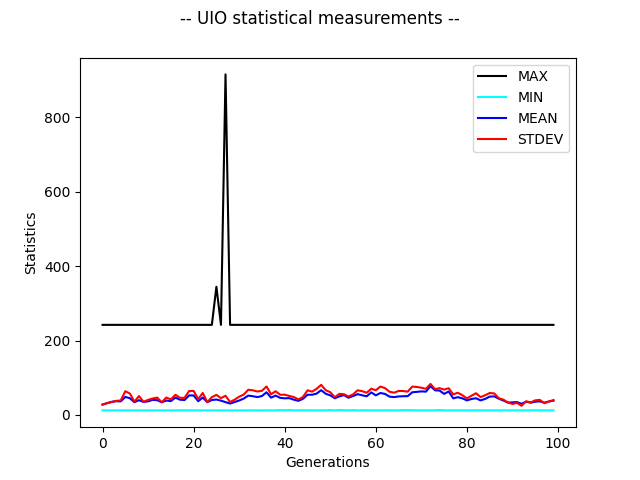 -- UIO statistical measurements --
MAX
MIN
MEAN
STDEV
Statistics
800
600
400
200
0
0 20 40 60 80 100
Generations